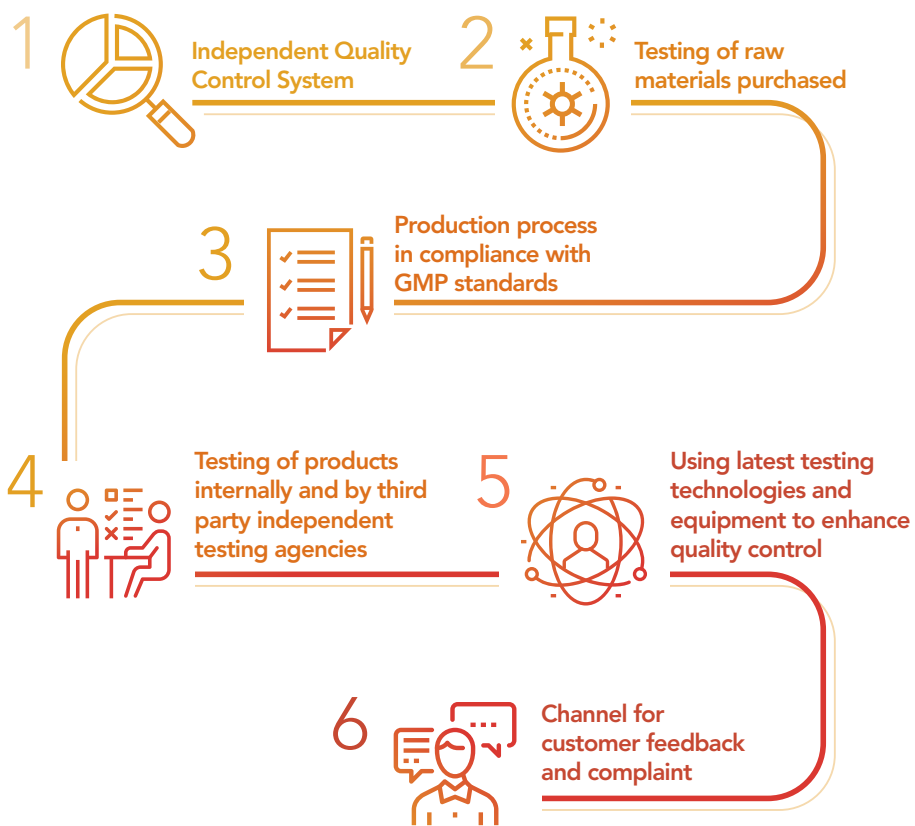 1
Independent Quality
Control System
2
Testing of raw
materials purchased
3
Production process
in compliance with
GMP standards
4
Testing of products
internally and by third
party independent
testing agencies
5
Using latest testing
technologies and
equipment to enhance
quality control
6
Channel for
customer feedback
and complaint